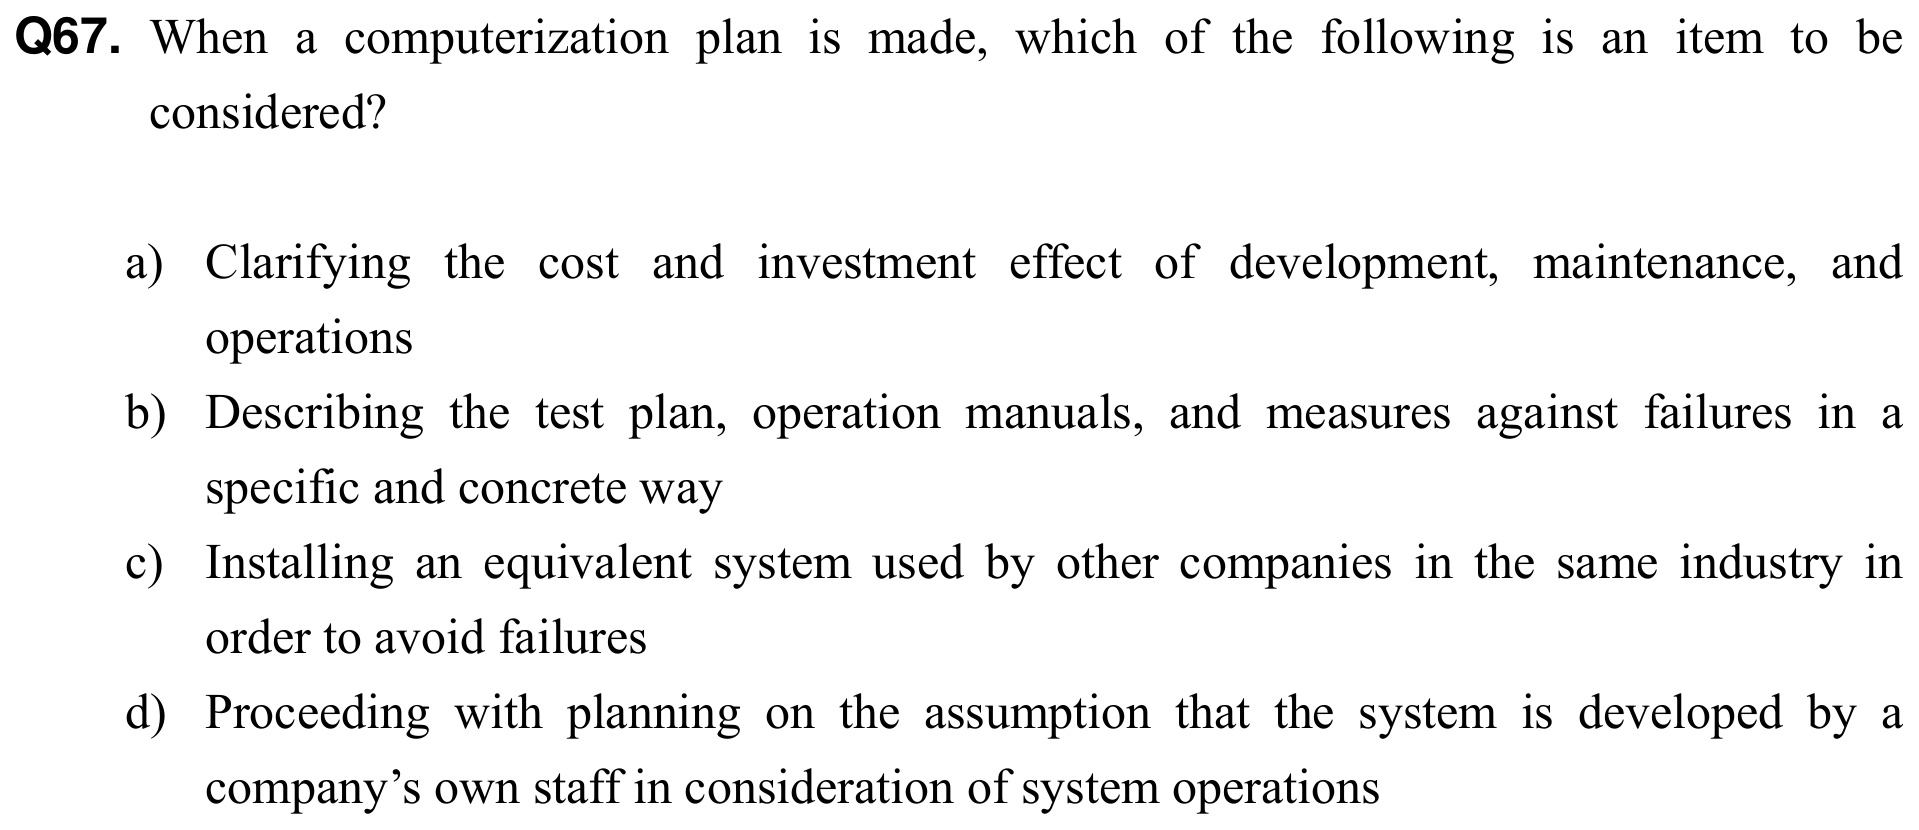 Q67. When a computerization plan is made, which of the following is an item to be
considered?
a) Clarifying the cost and investment effect of development, maintenance, and
operations
b) Describing the test plan, operation manuals, and measures against failures in a
specific and concrete way
c) Installing an equivalent system used by other companies in the same industry in
order to avoid failures
d) Proceeding with planning on the assumption that the system is developed by a
company’s own staff in consideration of system operations